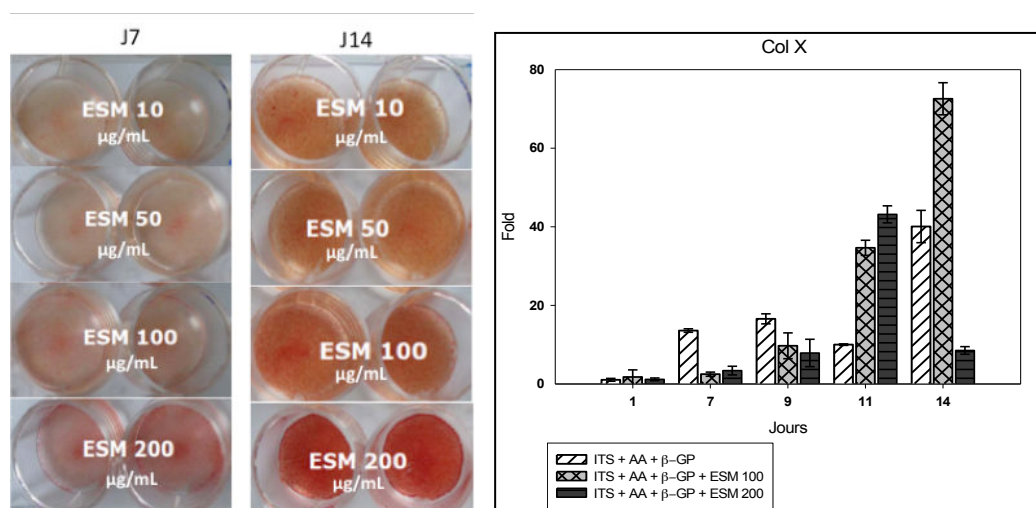 J7
J14
ESM 10
µg/mL
ESM 10
µg/mL
ESM 50
µg/mL
ESM 50
µg/mL
ESM 100
µg/mL
ESM 100
µg/mL
ESM 200
µg/mL
ESM 200
µg/mL
Col X
80
60
40
20
0
Fold
1 7 9 11 14
Jours
ITS + AA + β–GP
ITS + AA + β–GP + ESM 100
ITS + AA + β–GP + ESM 200